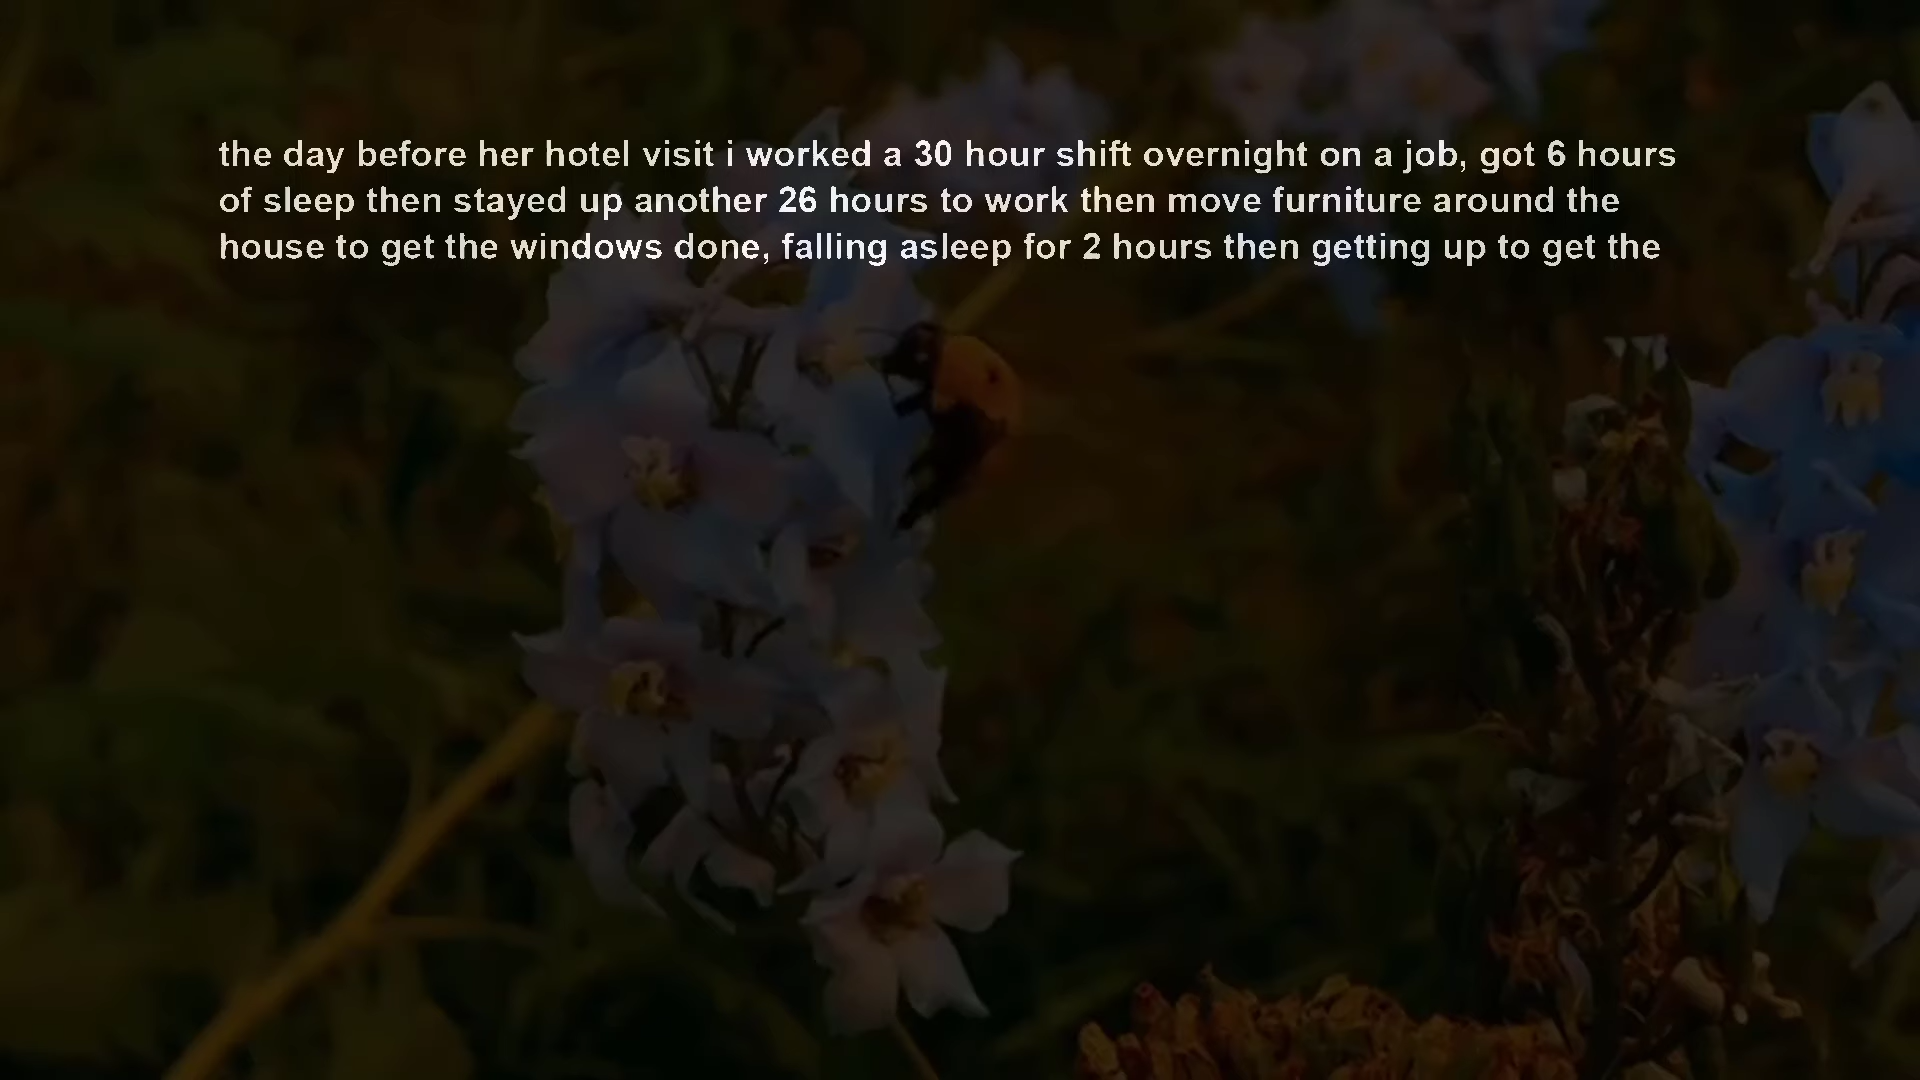 the day before her hotel visit i worked a 30 hour shift overnight on a job, got 6 hours
of sleep then stayed up another 26 hours to work then move furniture around the
house to get the windows done, falling asleep for 2 hours then getting up to get the